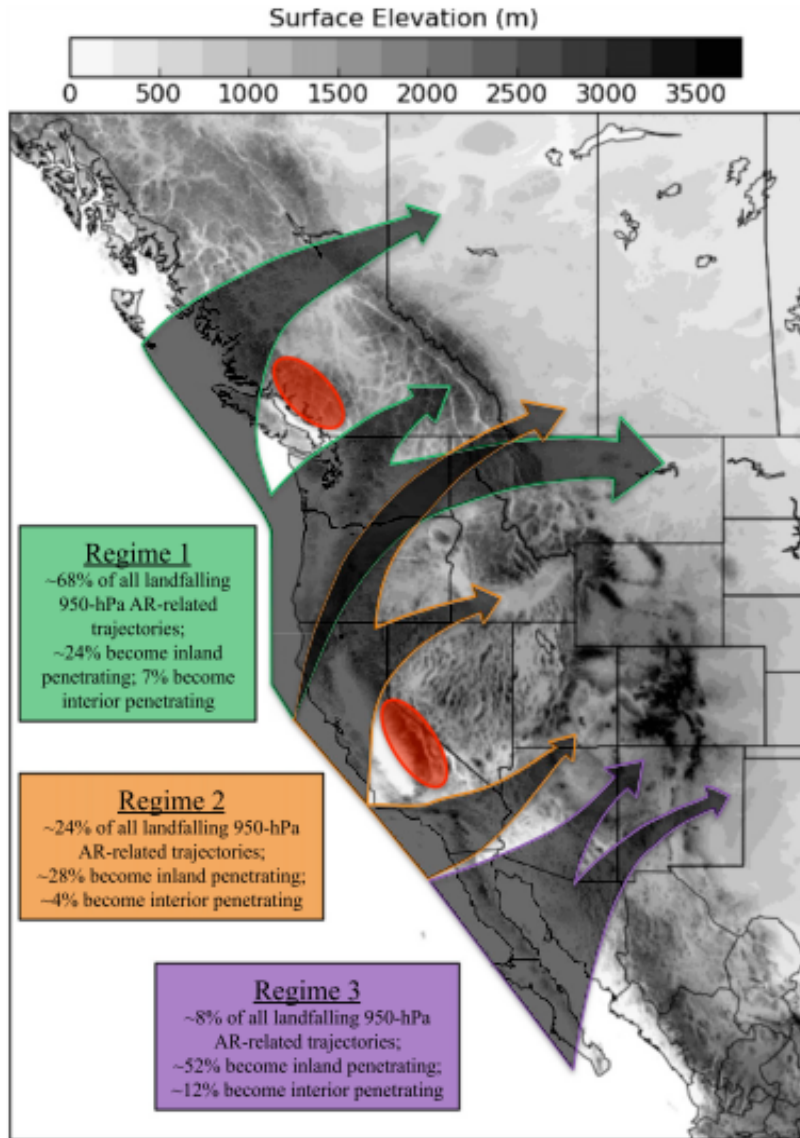 Surface Elevation (m)
0 500 1000 1500 2000 2500 3000 3500
Regime 1
~68% of all landfalling
950-hPa AR-related
trajectories;
~24% become inland
penetrating; 7% become
interior penetrating
Regime 2
~24% of all landfalling 950-hPa
AR-related trajectories;
~28% become inland penetrating;
~4% become interior penetrating
Regime 3
~8% of all landfalling 950-hPa
AR-related trajectories;
~52% become inland penetrating;
~12% become interior penetrating